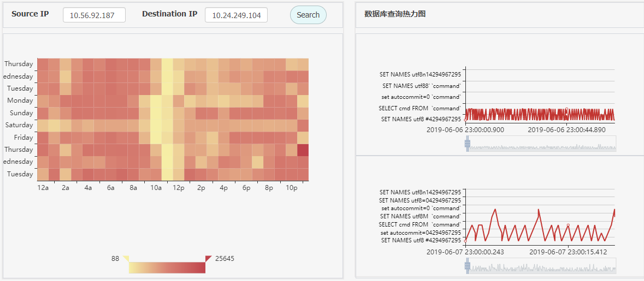 Source IP 10.56.92.187 Destination IP 10.24.249.104 Search
Thursday
ednesday
Tuesday
Monday
Sunday
Saturday
Friday
Thursday
ednesday
Tuesday
12a 2a 4a 6a 8a 10a 12p 2p 4p 6p 8p 10p
88 25645
数据库查询热力图
SET NAMES utf8n14294967295
SET NAMES utf88' 'command'
set autocommit=0 'command'
SELECT cmd FROM 'command'
SET NAMES utf8 #4294967295
2019-06-06 23:00:00.900 2019-06-06 23:00:44.890
SET NAMES utf8n14294967295
SET NAMES utf8=04294967295
set autocommit=0 'command'
SET NAMES utf8M 'command'
SELECT cmd FROM 'command'
set autocommit=04294967295
SET NAMES utf8 #4294967295
2019-06-07 23:00:00.243 2019-06-07 23:00:15.412